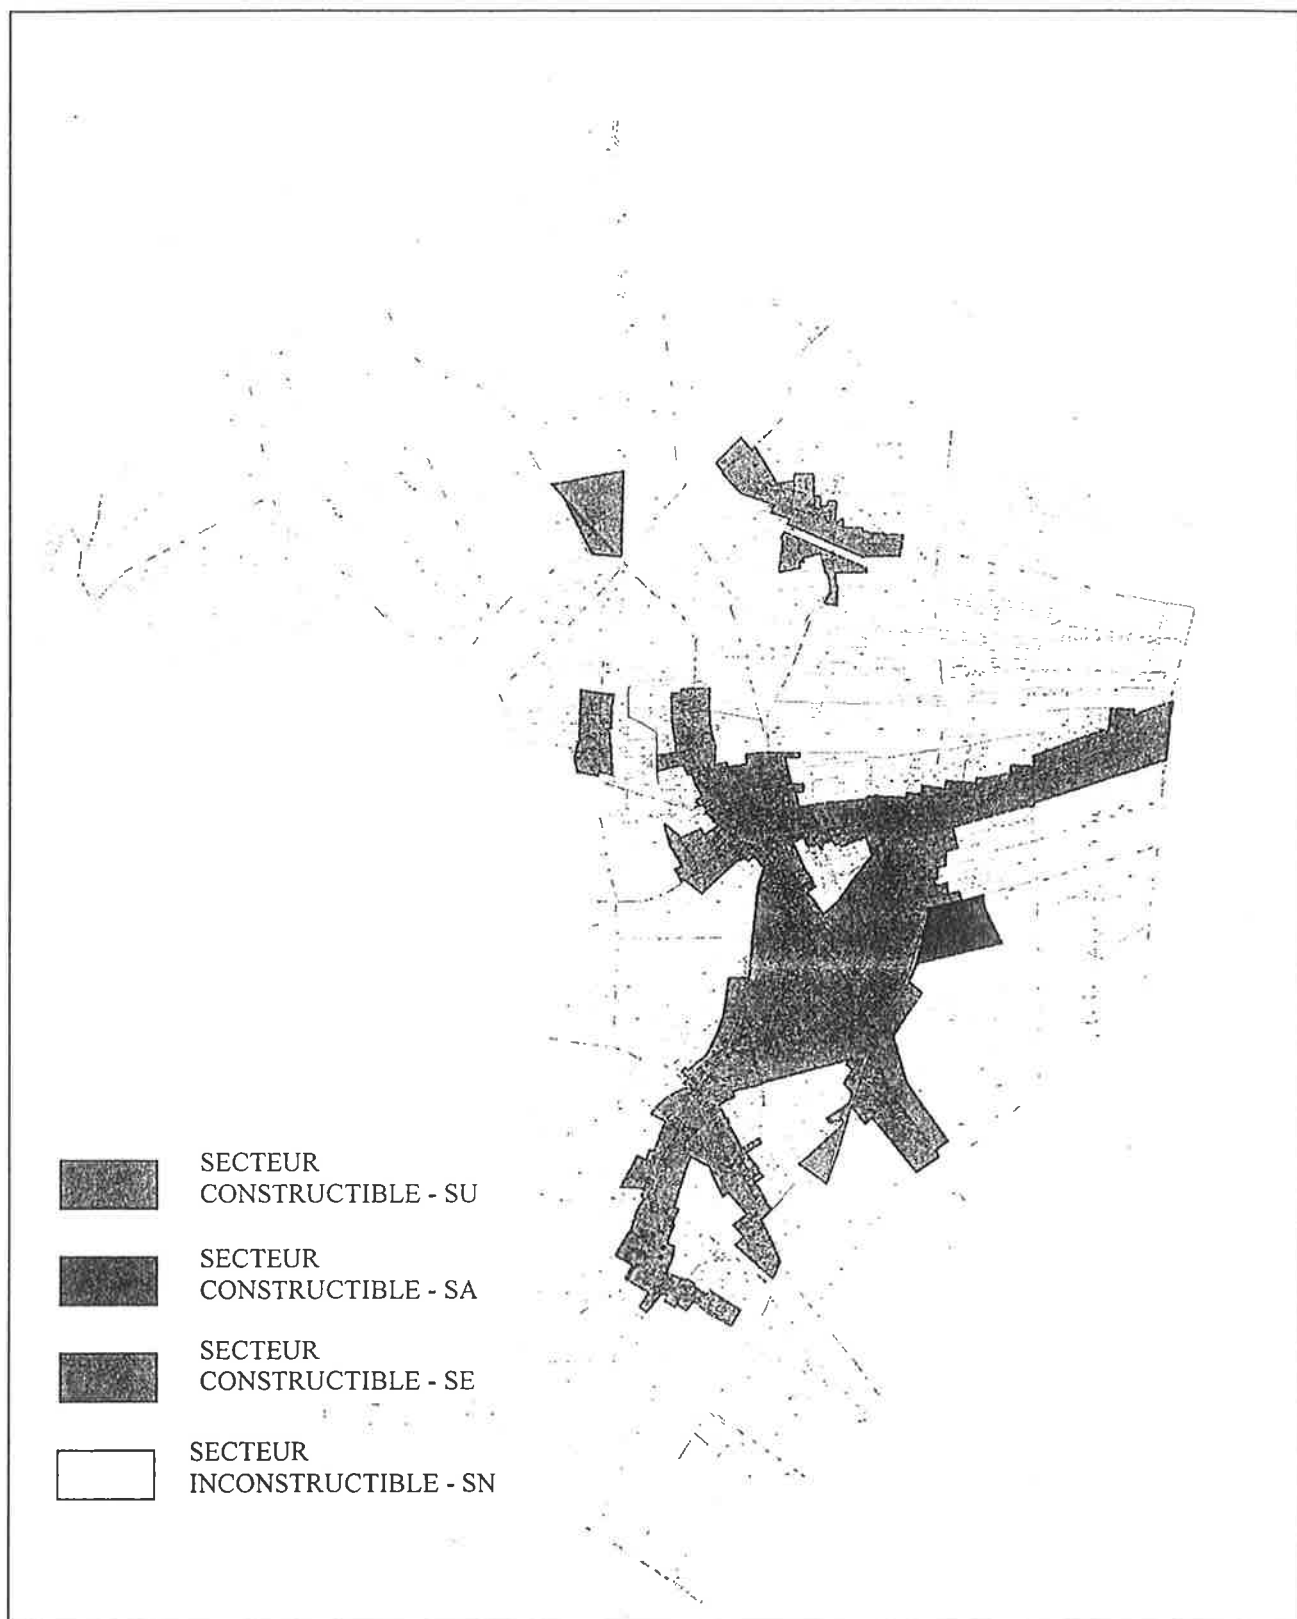 SECTEUR
CONSTRUCTIBLE - SU
SECTEUR
CONSTRUCTIBLE - SA
SECTEUR
CONSTRUCTIBLE - SE
SECTEUR
INCONSTRUCTIBLE - SN